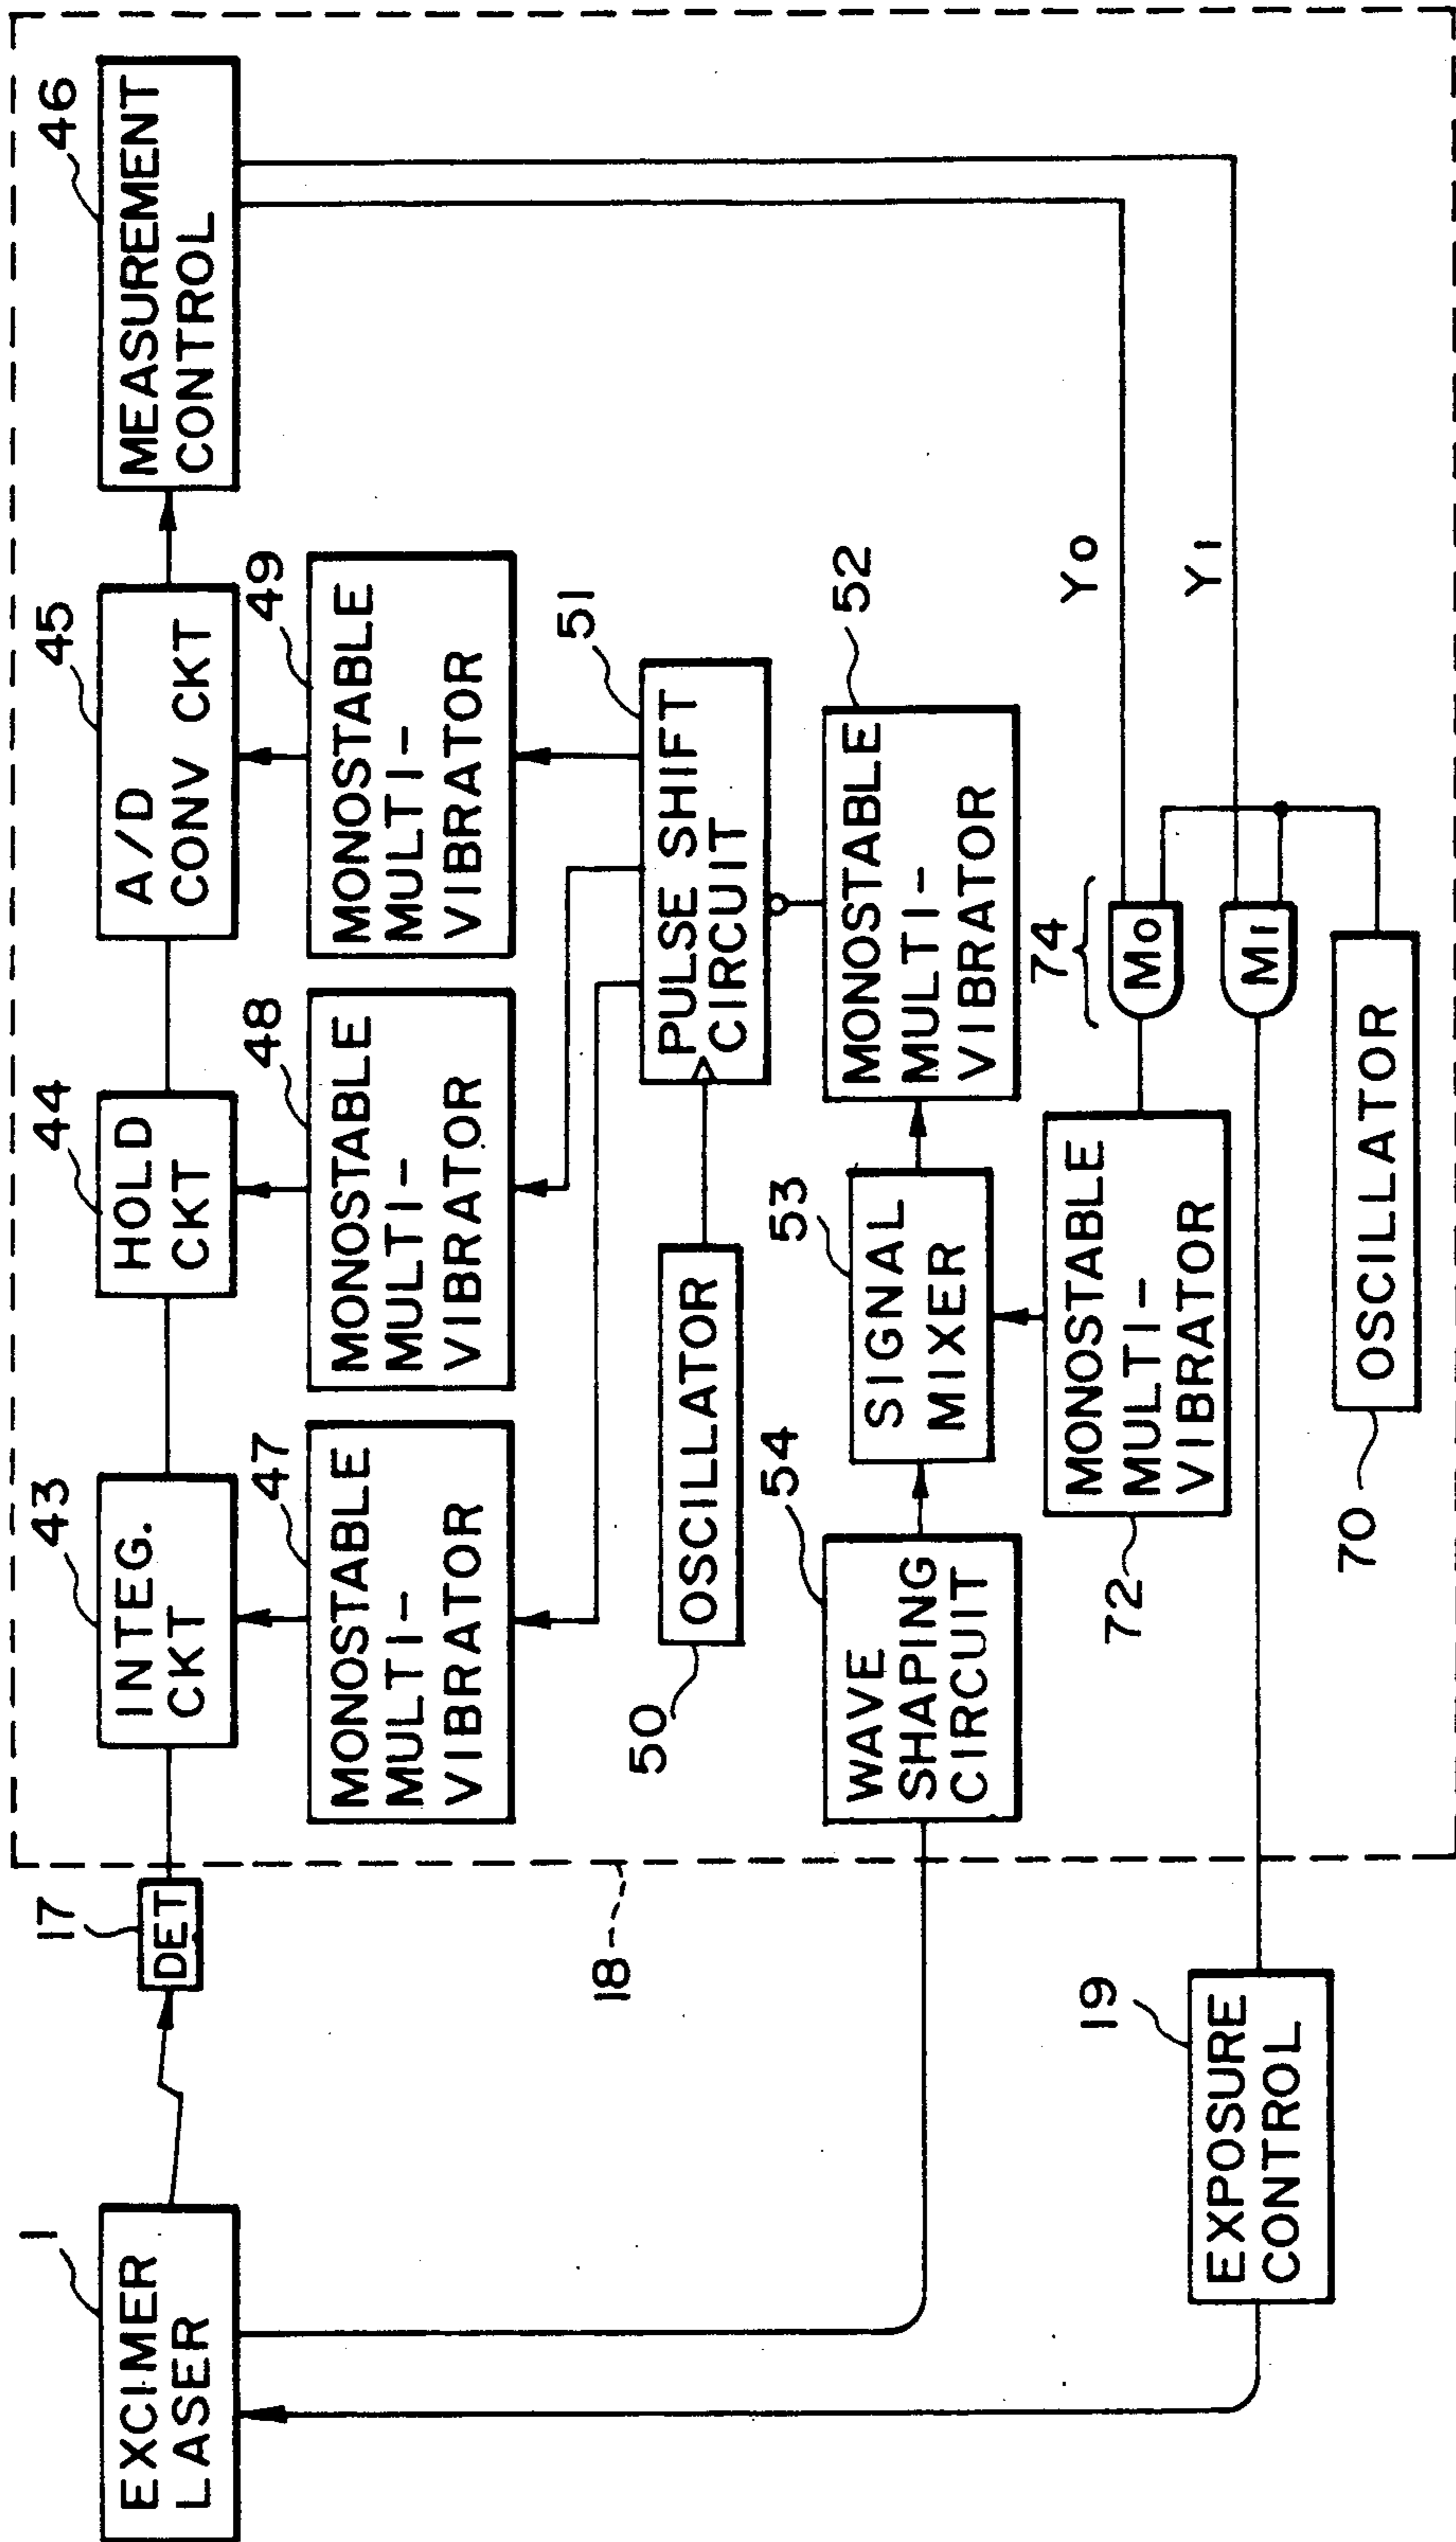 1
EXCIMER
LASER
17
DET
43
INTEG.
CKT
44
HOLD
CKT
45
A/D
CONV CKT
46
MEASUREMENT
CONTROL
47
MONOSTABLE
MULTI-
VIBRATOR
48
MONOSTABLE
MULTI-
VIBRATOR
49
MONOSTABLE
MULTI-
VIBRATOR
50
OSCILLATOR
51
PULSE SHIFT
CIRCUIT
18
54
WAVE
SHAPING
CIRCUIT
53
SIGNAL
MIXER
52
MONOSTABLE
MULTI-
VIBRATOR
72
MONOSTABLE
MULTI-
VIBRATOR
74
M0
M1
Y0
Y1
19
EXPOSURE
CONTROL
70
OSCILLATOR